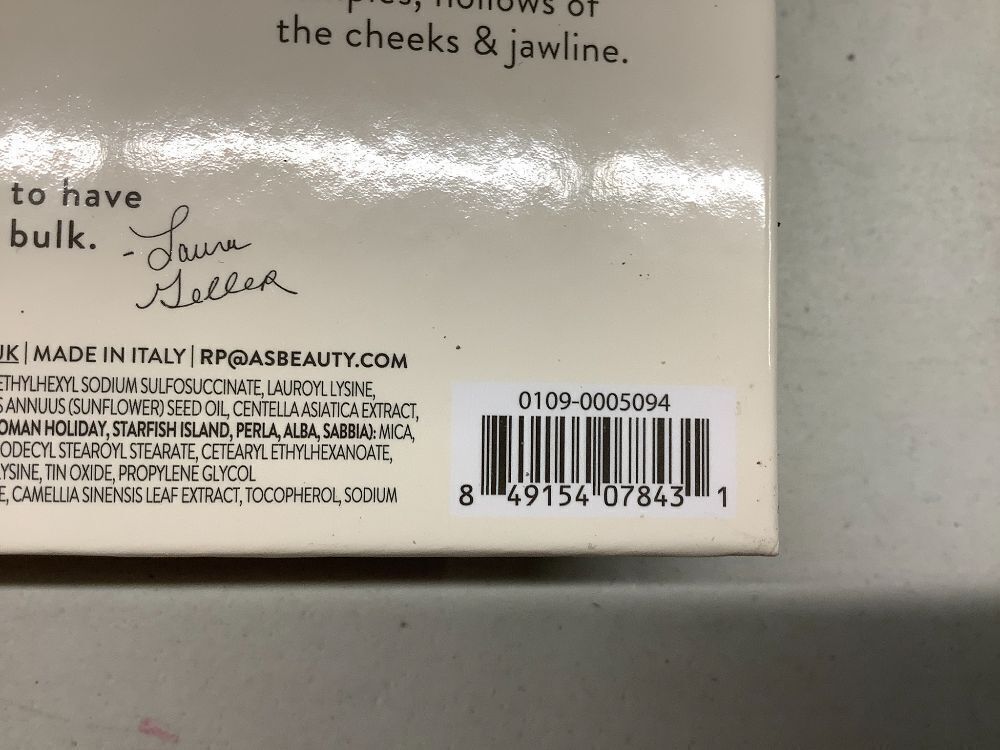 hollows of
the cheeks & jawline.
to have
bulk.
- Laura
Geller
UK | MADE IN ITALY | RP@ASBEAUTY.COM
ETHYLHEXYL SODIUM SULFOSUCCINATE, LAUROYL LYSINE,
S ANNUUS (SUNFLOWER) SEED OIL, CENTELLA ASIATICA EXTRACT,
OMAN HOLIDAY, STARFISH ISLAND, PERLA, ALBA, SABBIA): MICA,
ODECYL STEAROYL STEARATE, CETEARYL ETHYLHEXANOATE,
YSINE, TIN OXIDE, PROPYLENE GLYCOL
E, CAMELLIA SINENSIS LEAF EXTRACT, TOCOPHEROL, SODIUM
0109-0005094
8 49154 07843 1